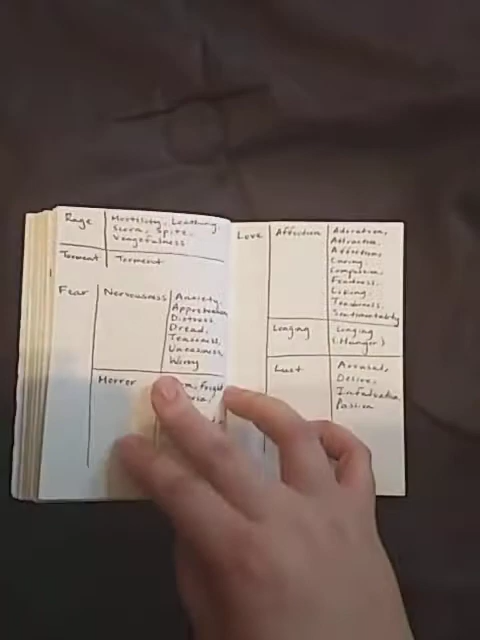 Rage
Hostility, Loathing,
Scorn, Spite,
Vengefulness
Torment Torment
Fear Nervousness Anxiety,
Apprehension
Distress
Dread,
Tenseness,
Uneasiness,
Worry
Horror
Fright
Love Affection Adoration,
Attraction,
Affection,
Caring,
Compassion,
Fondness,
Liking,
Tenderness,
Sentimentality
Longing Longing
(Hunger)
Lust Arousal,
Desire,
Infatuation,
Passion